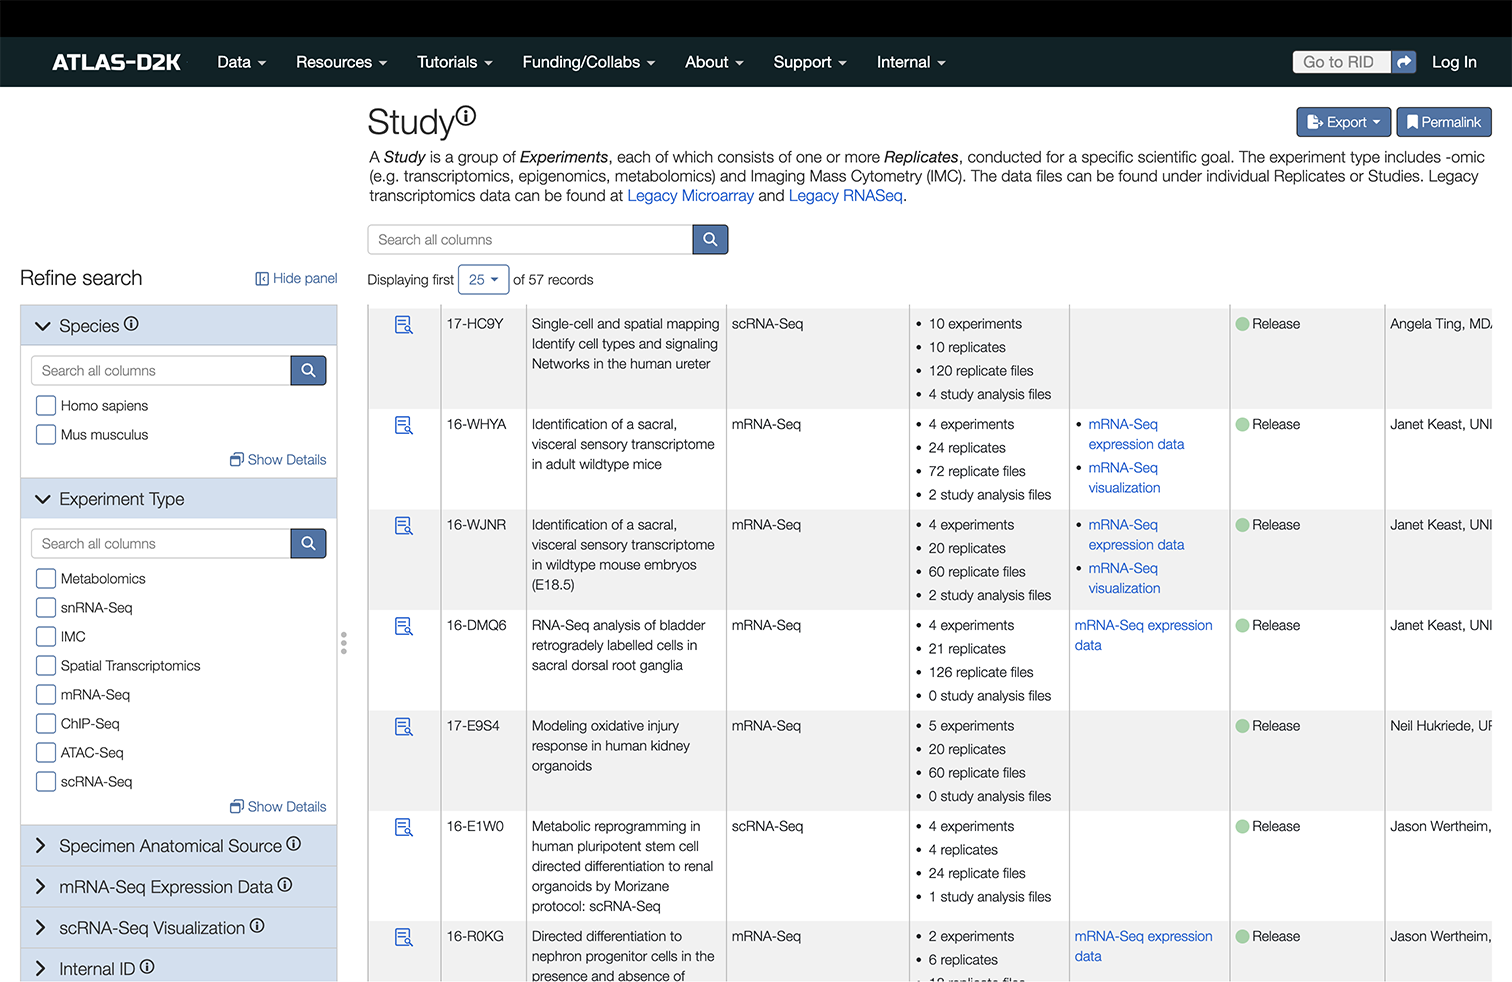 ATLAS-D2K Data Resources Tutorials Funding/Collabs About Support Internal Go to RID Log In
Study
Export Permalink
A Study is a group of Experiments, each of which consists of one or more Replicates, conducted for a specific scientific goal. The experiment type includes -omic
(e.g. transcriptomics, epigenomics, metabolomics) and Imaging Mass Cytometry (IMC). The data files can be found under individual Replicates or Studies. Legacy
transcriptomics data can be found at Legacy Microarray and Legacy RNASeq.
Search all columns
Displaying first 25 of 57 records
Refine search
Hide panel
Species
Search all columns
Homo sapiens
Mus musculus
Show Details
Experiment Type
Search all columns
Metabolomics
snRNA-Seq
IMC
Spatial Transcriptomics
mRNA-Seq
ChIP-Seq
ATAC-Seq
scRNA-Seq
Show Details
Specimen Anatomical Source
mRNA-Seq Expression Data
scRNA-Seq Visualization
Internal ID
17-HC9Y
Single-cell and spatial mapping
Identify cell types and signaling
Networks in the human ureter
scRNA-Seq
• 10 experiments
• 10 replicates
• 120 replicate files
• 4 study analysis files
Release
Angela Ting, MD
16-WHYA
Identification of a sacral,
visceral sensory transcriptome
in adult wildtype mice
mRNA-Seq
• 4 experiments
• 24 replicates
• 72 replicate files
• 2 study analysis files
• mRNA-Seq
expression data
• mRNA-Seq
visualization
Release
Janet Keast, UNI
16-WJNR
Identification of a sacral,
visceral sensory transcriptome
in wildtype mouse embryos
(E18.5)
mRNA-Seq
• 4 experiments
• 20 replicates
• 60 replicate files
• 2 study analysis files
• mRNA-Seq
expression data
• mRNA-Seq
visualization
Release
Janet Keast, UNI
16-DMQ6
RNA-Seq analysis of bladder
retrogradely labelled cells in
sacral dorsal root ganglia
mRNA-Seq
• 4 experiments
• 21 replicates
• 126 replicate files
• 0 study analysis files
mRNA-Seq expression
data
Release
Janet Keast, UNI
17-E9S4
Modeling oxidative injury
response in human kidney
organoids
mRNA-Seq
• 5 experiments
• 20 replicates
• 60 replicate files
• 0 study analysis files
Release
Neil Hukriede, UP
16-E1W0
Metabolic reprogramming in
human pluripotent stem cell
directed differentiation to renal
organoids by Morizane
protocol: scRNA-Seq
scRNA-Seq
• 4 experiments
• 4 replicates
• 24 replicate files
• 1 study analysis files
Release
Jason Wertheim,
16-R0KG
Directed differentiation to
nephron progenitor cells in the
presence and absence of
mRNA-Seq
• 2 experiments
• 6 replicates
mRNA-Seq expression
data
Release
Jason Wertheim,